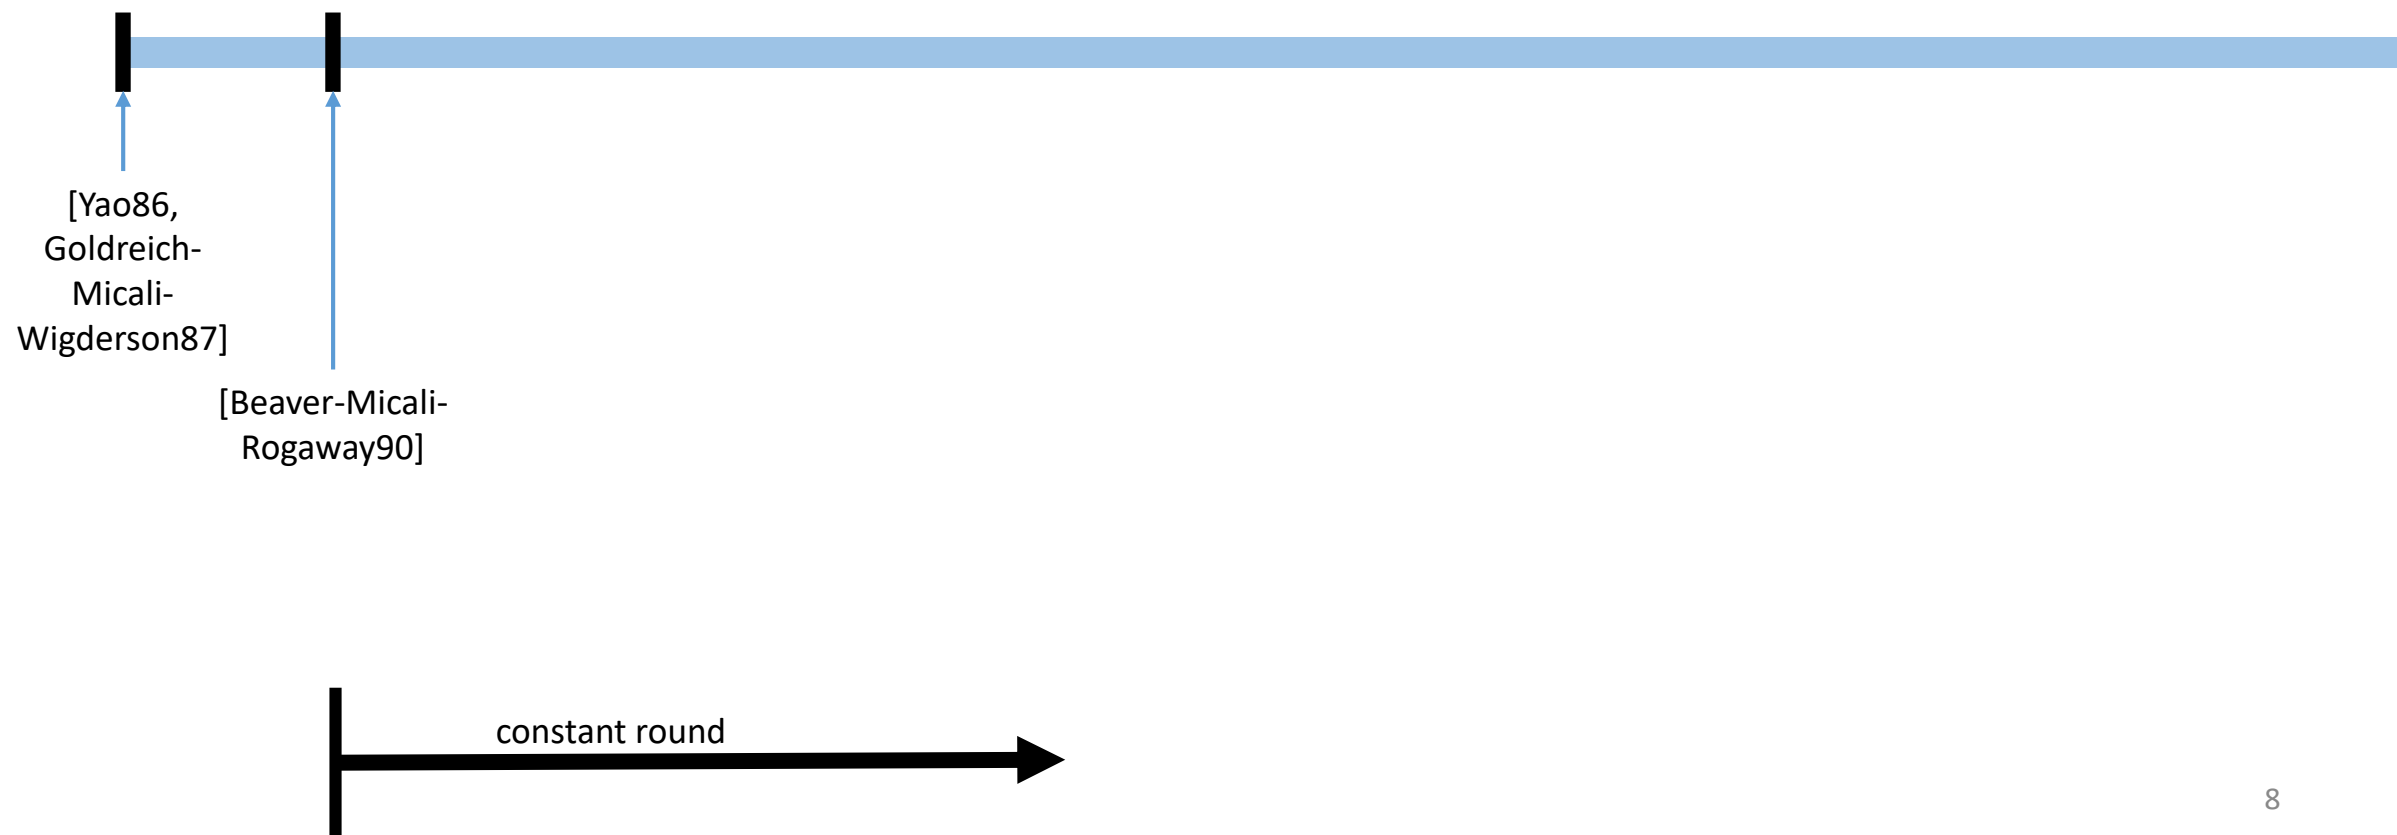 [Yao86,
Goldreich-
Micali-
Wigderson87]
[Beaver-Micali-
Rogaway90]
constant round
8